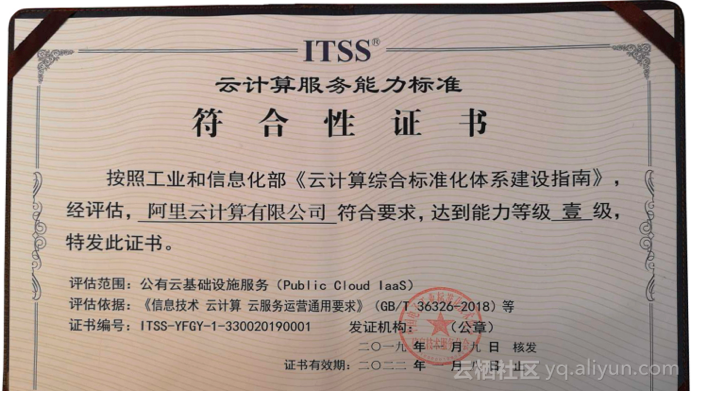 ITSS®
云计算服务能力标准
符合性证书
按照工业和信息化部《云计算综合标准化体系建设指南》，
经评估，阿里云计算有限公司符合要求，达到能力等级 壹 级，
特发此证书。
评估范围：公有云基础设施服务（Public Cloud IaaS）
评估依据：《信息技术 云计算 云服务运营通用要求》（GB/T 36326-2018）等
证书编号：ITSS-YFGY-1-330020190001 发证机构： （公章）
二〇一九 年 月 九 日 核发
证书有效期：二〇二二 年 月 日 止
云栖社区 yq.aliyun.com